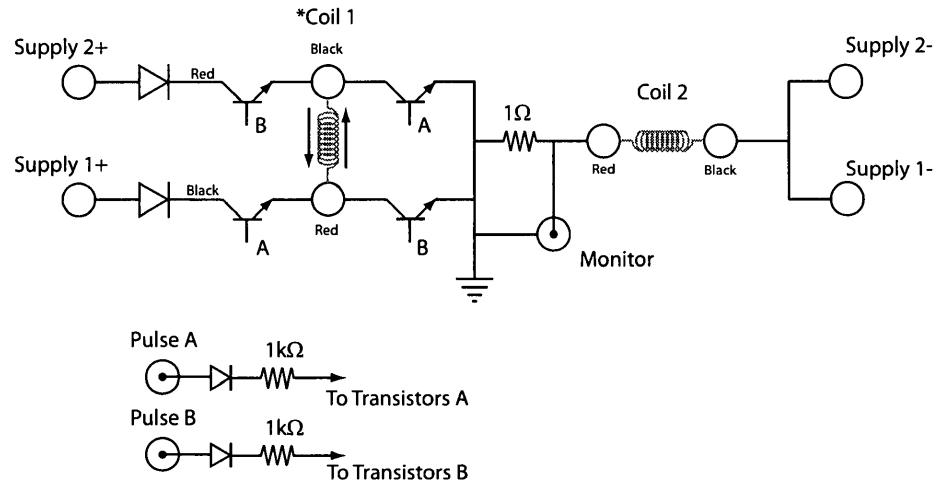 *Coil 1
Supply 2+
Red
Black
B
A
Supply 1+
Black
Red
A
B
1Ω
Coil 2
Red
Black
Supply 2-
Supply 1-
Monitor
Pulse A
1kΩ
To Transistors A
Pulse B
1kΩ
To Transistors B